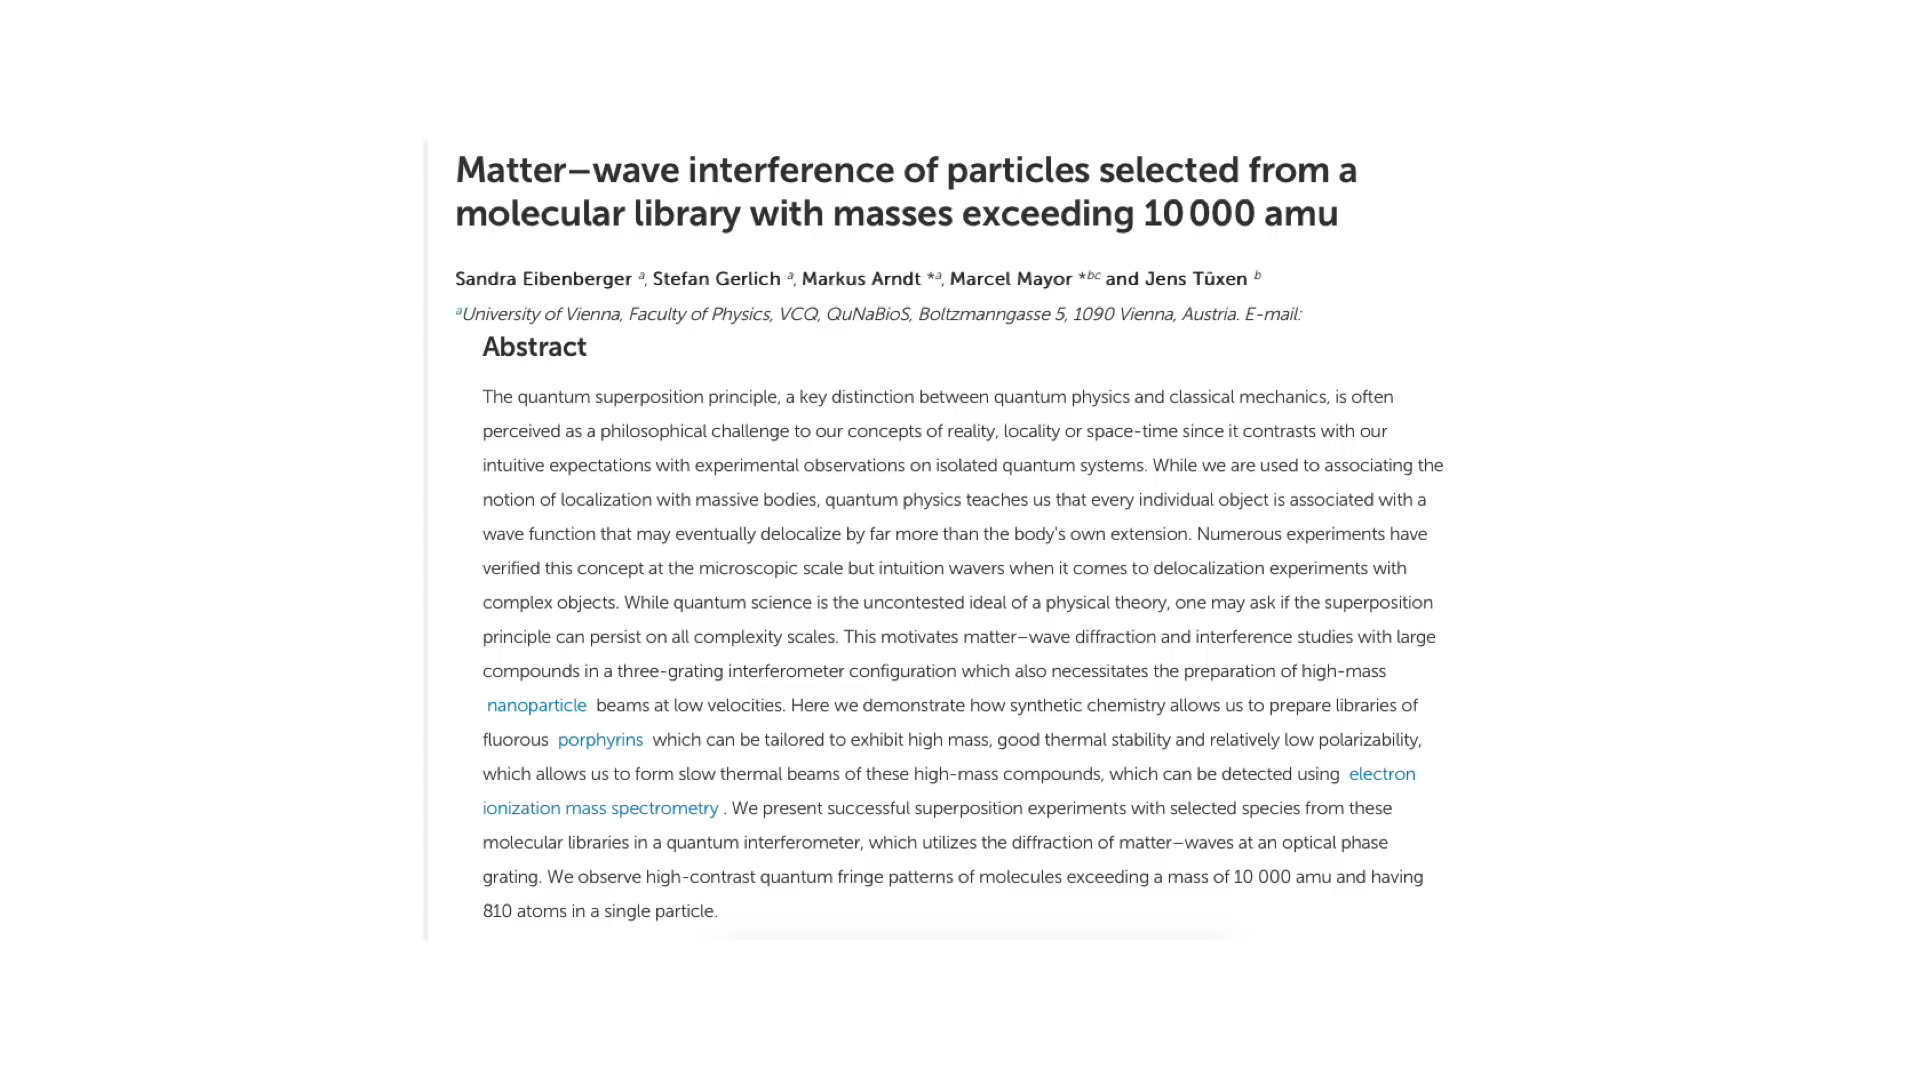 Matter–wave interference of particles selected from a
molecular library with masses exceeding 10 000 amu
Sandra Eibenberger a, Stefan Gerlich a, Markus Arndt *a, Marcel Mayor *bc and Jens Tüxen b
aUniversity of Vienna, Faculty of Physics, VCQ, QuNaBioS, Boltzmanngasse 5, 1090 Vienna, Austria. E-mail:
Abstract
The quantum superposition principle, a key distinction between quantum physics and classical mechanics, is often
perceived as a philosophical challenge to our concepts of reality, locality or space-time since it contrasts with our
intuitive expectations with experimental observations on isolated quantum systems. While we are used to associating the
notion of localization with massive bodies, quantum physics teaches us that every individual object is associated with a
wave function that may eventually delocalize by far more than the body's own extension. Numerous experiments have
verified this concept at the microscopic scale but intuition wavers when it comes to delocalization experiments with
complex objects. While quantum science is the uncontested ideal of a physical theory, one may ask if the superposition
principle can persist on all complexity scales. This motivates matter–wave diffraction and interference studies with large
compounds in a three-grating interferometer configuration which also necessitates the preparation of high-mass
nanoparticle beams at low velocities. Here we demonstrate how synthetic chemistry allows us to prepare libraries of
fluorous porphyrins which can be tailored to exhibit high mass, good thermal stability and relatively low polarizability,
which allows us to form slow thermal beams of these high-mass compounds, which can be detected using electron
ionization mass spectrometry . We present successful superposition experiments with selected species from these
molecular libraries in a quantum interferometer, which utilizes the diffraction of matter–waves at an optical phase
grating. We observe high-contrast quantum fringe patterns of molecules exceeding a mass of 10 000 amu and having
810 atoms in a single particle.